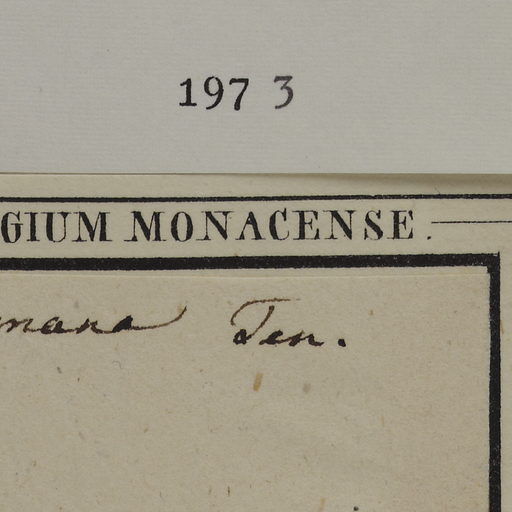 197 3
GIUM MONACENSE.
mana Ten.